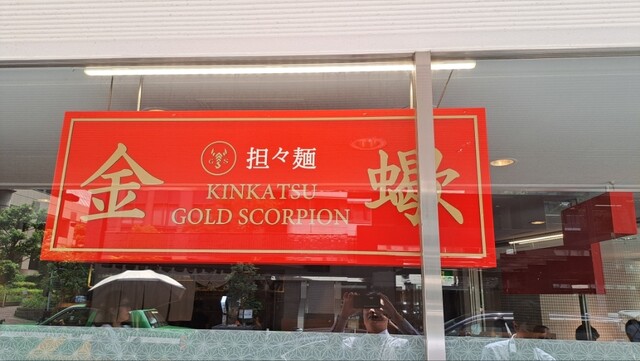 金
担々麺
KINKATSU
GOLD SCORPION
蠍